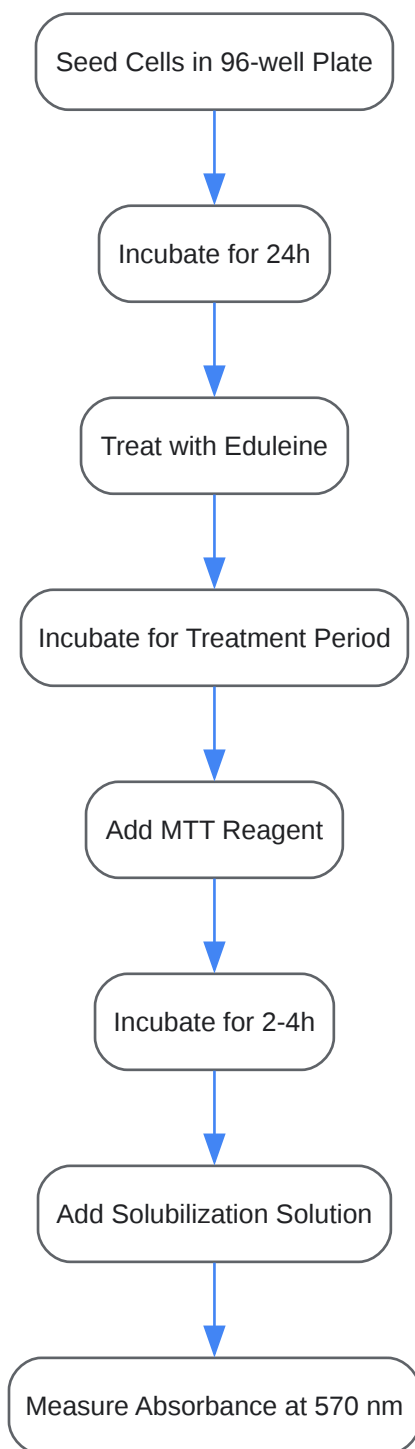 Seed Cells in 96-well Plate
Incubate for 24h
Treat with Eduleine
Incubate for Treatment Period
Add MTT Reagent
Incubate for 2-4h
Add Solubilization Solution
Measure Absorbance at 570 nm